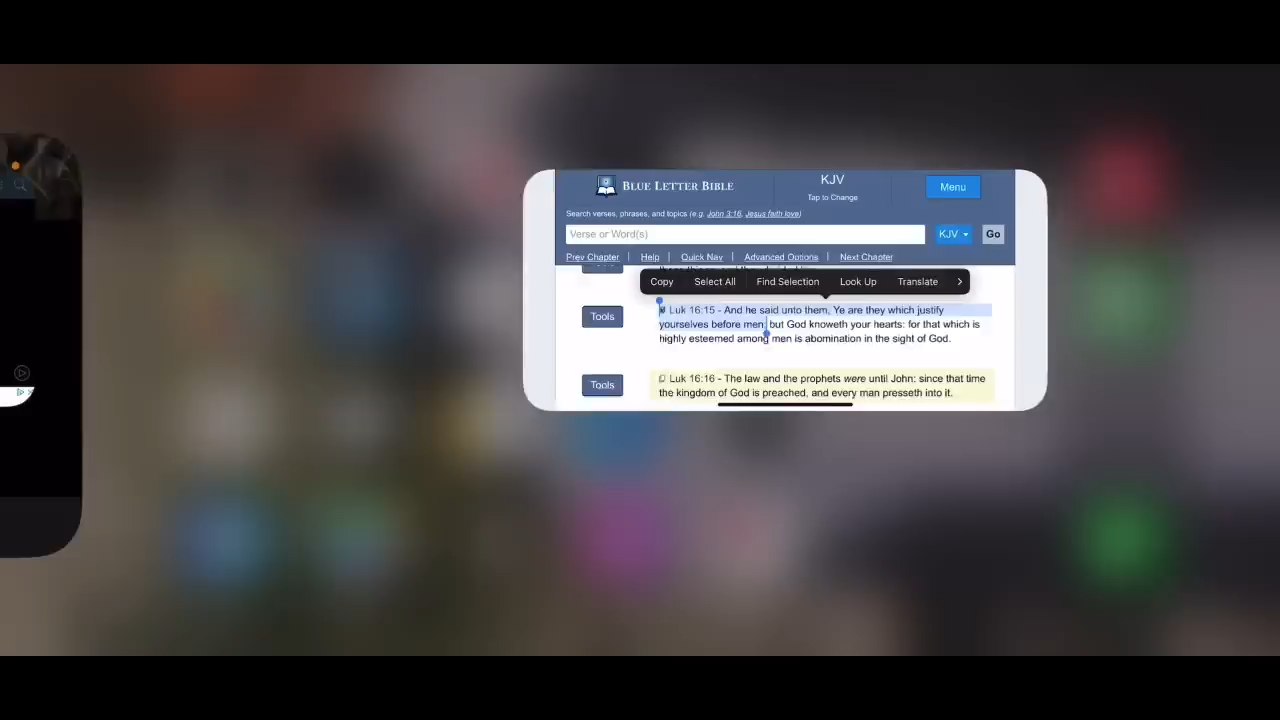 BLUE LETTER BIBLE
KJV
Tap to Change
Menu
Search verses, phrases, and topics (e.g. John 3:16, Jesus faith love)
Verse or Word(s)
KJV
Go
Prev Chapter | Help | Quick Nav | Advanced Options | Next Chapter
Copy Select All Find Selection Look Up Translate
Tools
Luk 16:15 - And he said unto them, Ye are they which justify
yourselves before men; but God knoweth your hearts: for that which is
highly esteemed among men is abomination in the sight of God.
Tools
Luk 16:16 - The law and the prophets were until John: since that time
the kingdom of God is preached, and every man presseth into it.